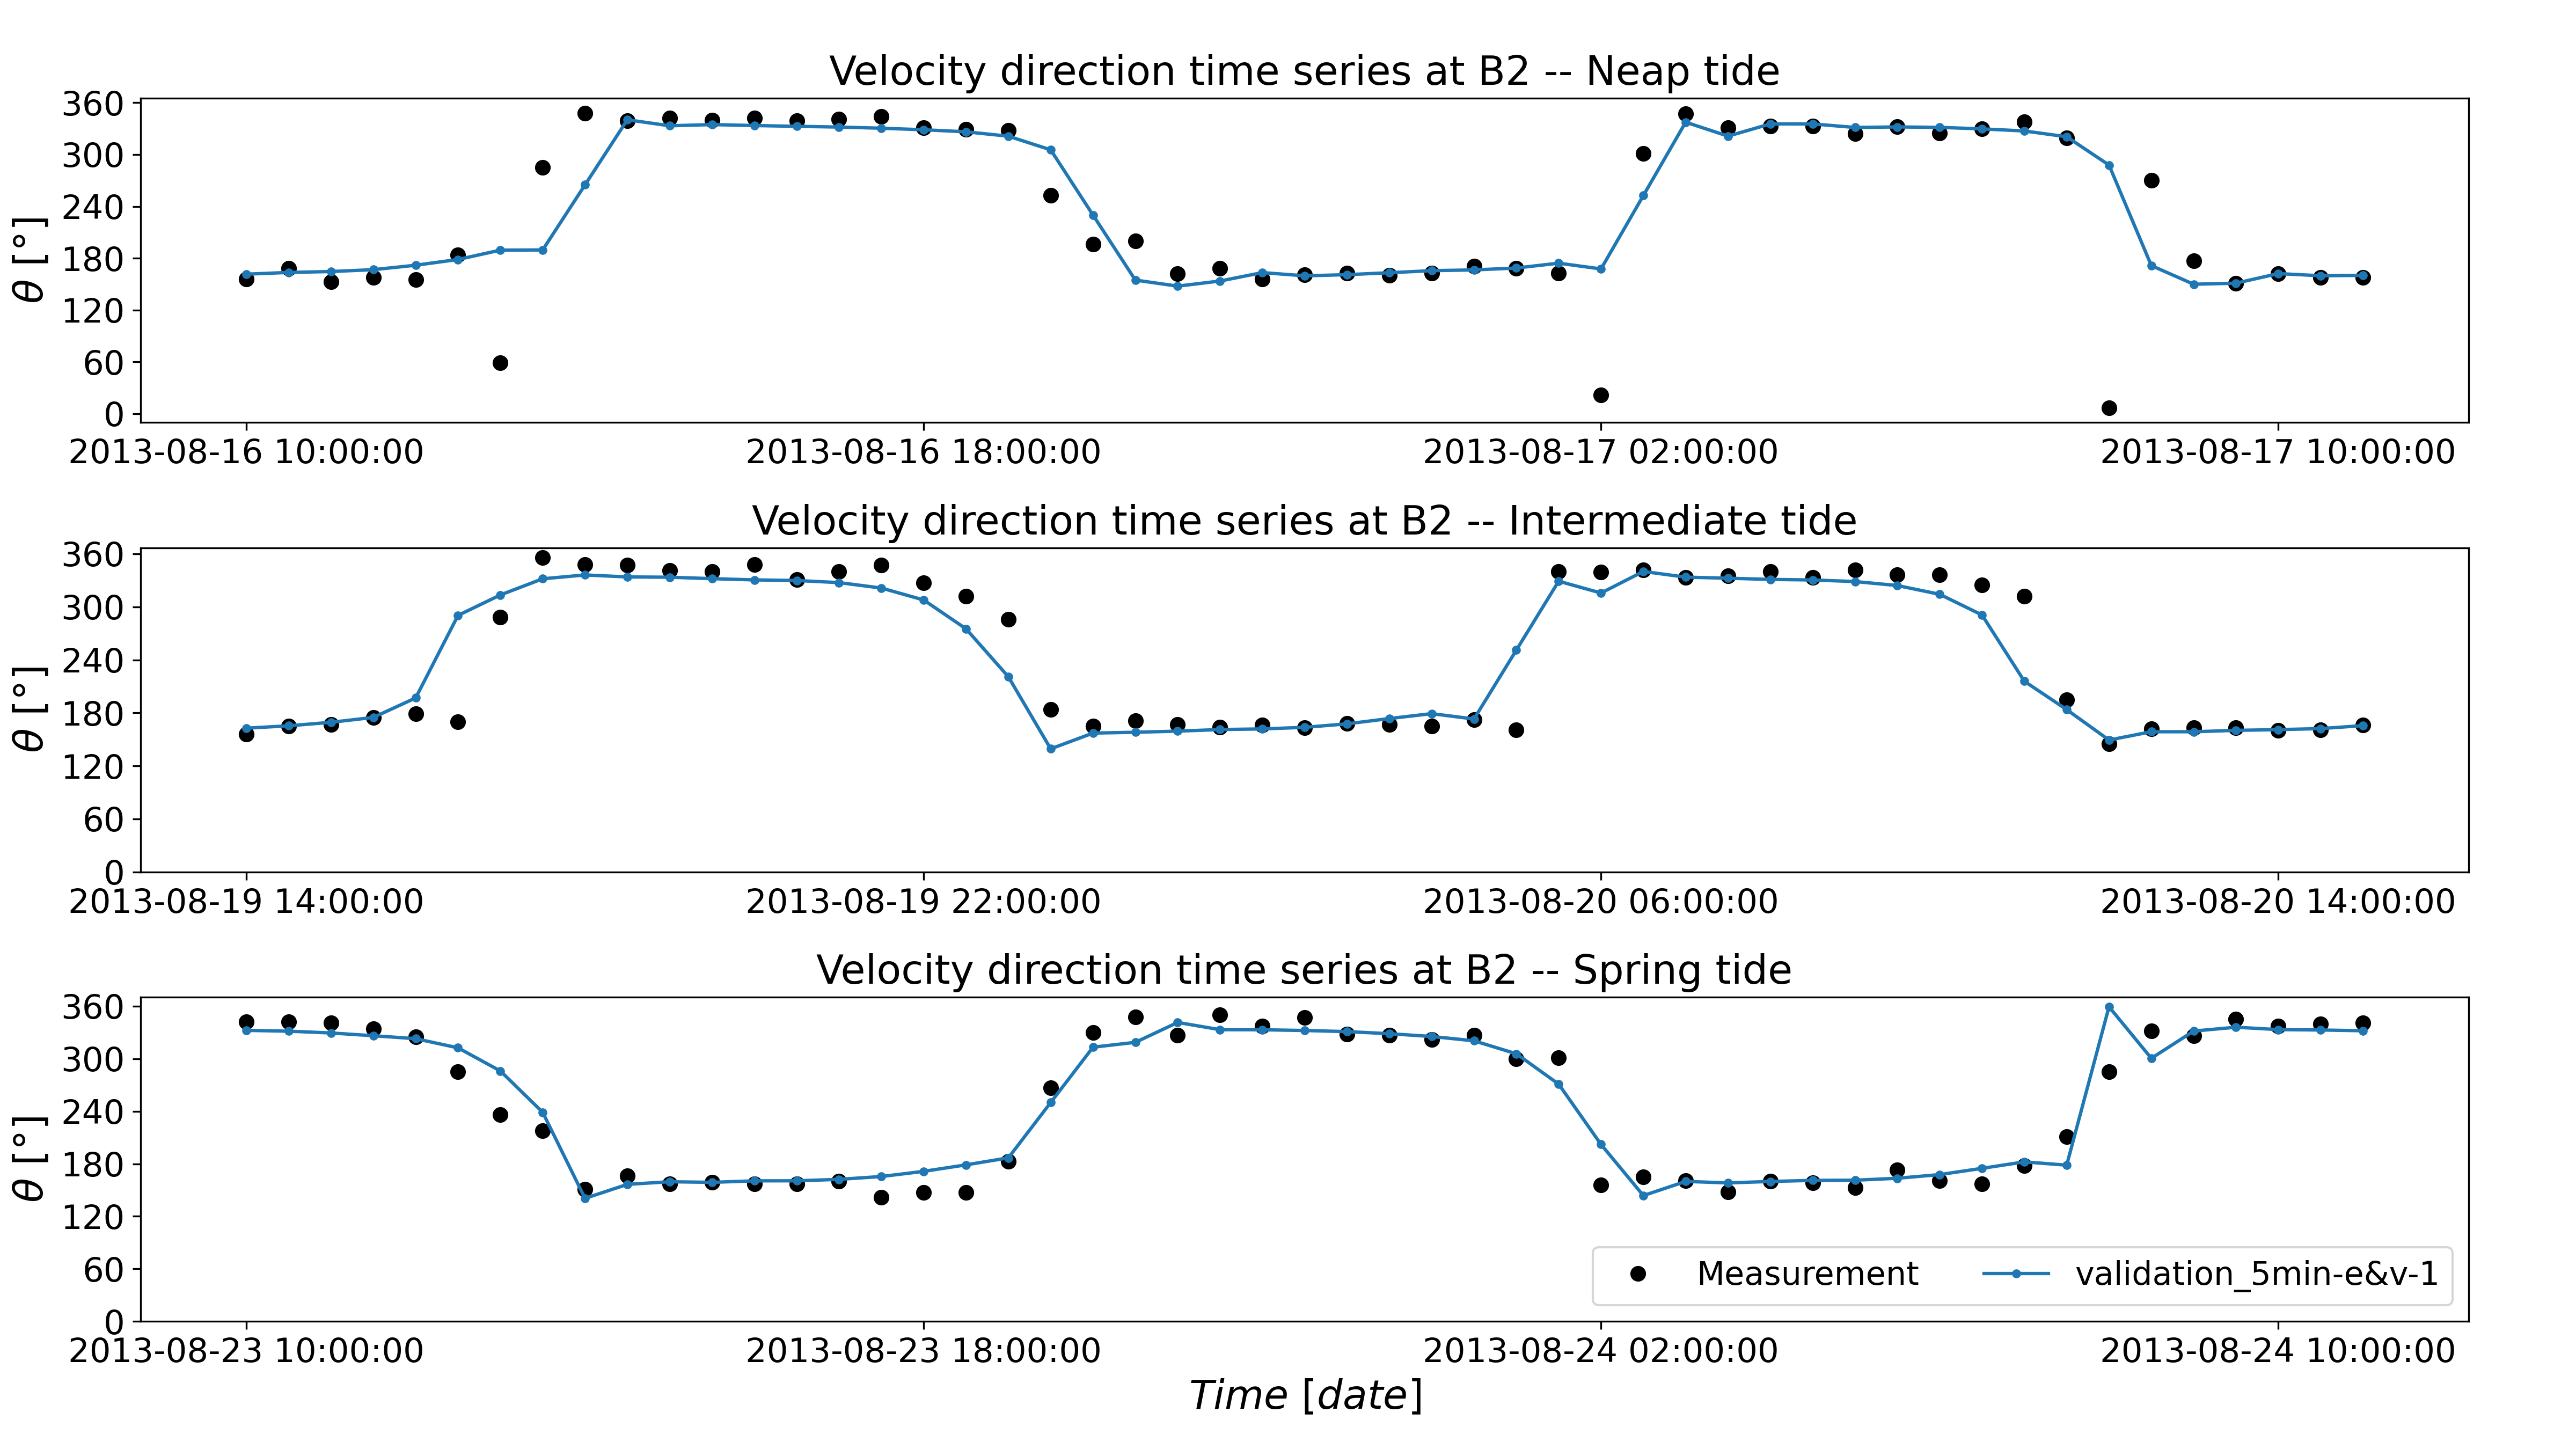 Velocity direction time series at B2 -- Neap tide
360
300
240
180
120
60
0
θ [°]
2013-08-16 10:00:00 2013-08-16 18:00:00 2013-08-17 02:00:00 2013-08-17 10:00:00
Velocity direction time series at B2 -- Intermediate tide
360
300
240
180
120
60
0
θ [°]
2013-08-19 14:00:00 2013-08-19 22:00:00 2013-08-20 06:00:00 2013-08-20 14:00:00
Velocity direction time series at B2 -- Spring tide
360
300
240
180
120
60
0
θ [°]
Measurement validation_5min-e&v-1
2013-08-23 10:00:00 2013-08-23 18:00:00 2013-08-24 02:00:00 2013-08-24 10:00:00
Time [date]